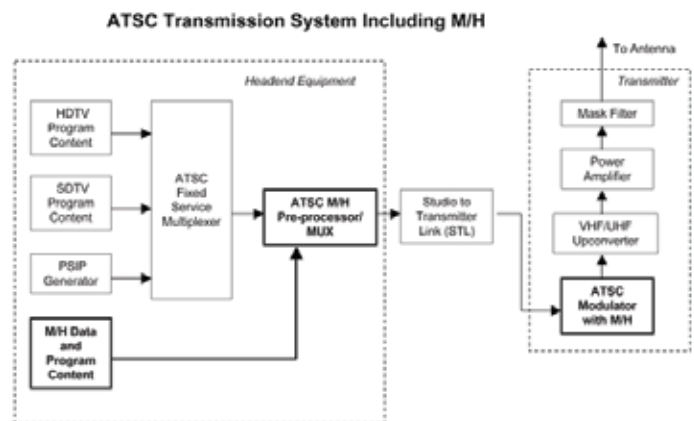 ATSC Transmission System Including M/H
To Antenna
Headend Equipment
Transmitter
HDTV
Program
Content
SDTV
Program
Content
PSIP
Generator
M/H Data
and
Program
Content
ATSC
Fixed
Service
Multiplexer
ATSC M/H
Pre-processor/
MUX
Studio to
Transmitter
Link (STL)
Mask Filter
Power
Amplifier
VHF/UHF
Upconverter
ATSC
Modulator
with M/H